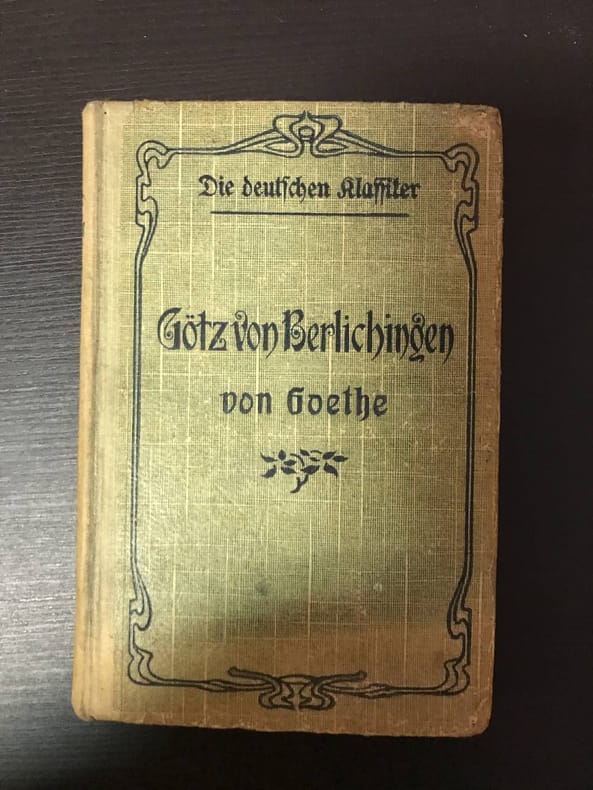 Die deutschen Klassiker
Götz von Berlichingen
von Goethe